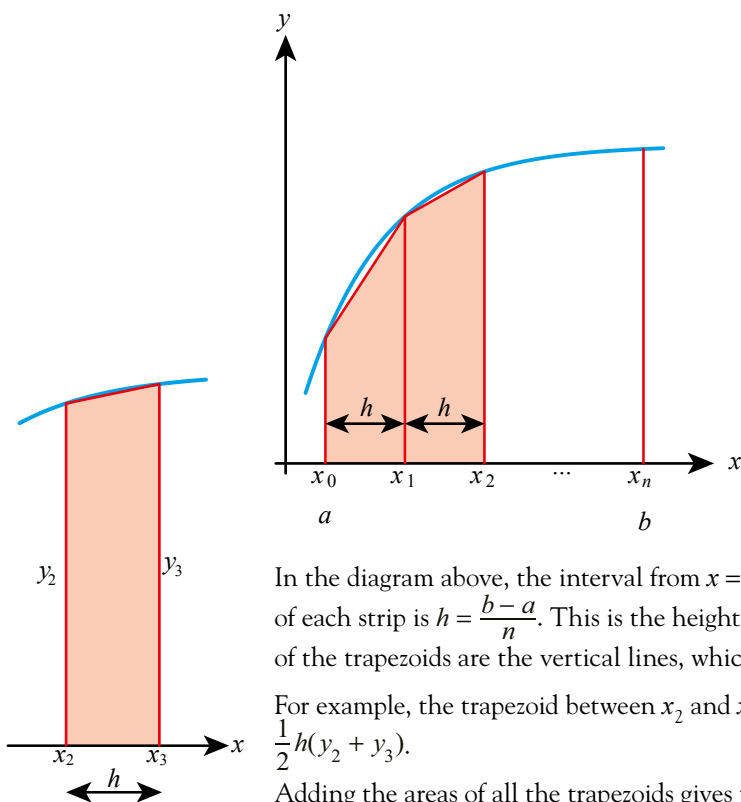 y
h h
x
x₀ x₁ x₂ ... xₙ
a b
y₂ y₃
x₂ x₃ x
h
In the diagram above, the interval from x =
of each strip is h = (b – a)/n. This is the height
of the trapezoids are the vertical lines, whic
For example, the trapezoid between x₂ and x
1/2 h(y₂ + y₃).
Adding the areas of all the trapezoids gives